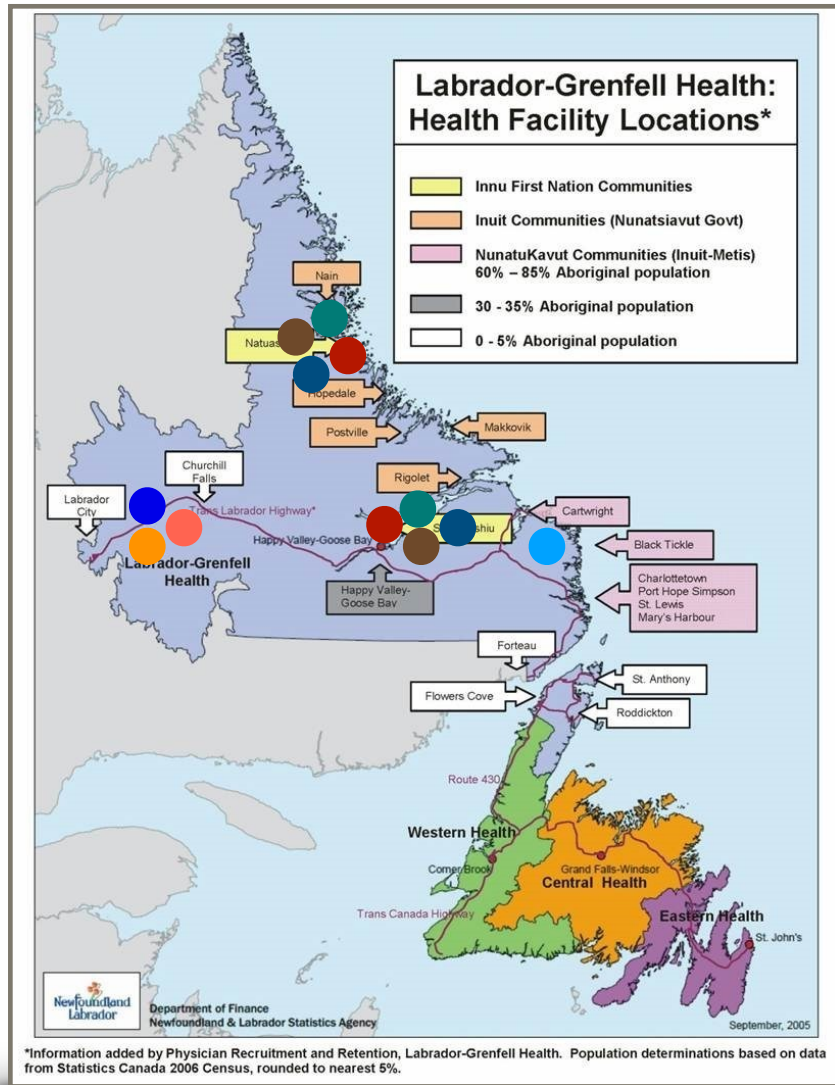 Labrador-Grenfell Health:
Health Facility Locations*
Innu First Nation Communities
Inuit Communities (Nunatsiavut Govt)
NunatuKavut Communities (Inuit-Metis)
60% – 85% Aboriginal population
30 - 35% Aboriginal population
0 - 5% Aboriginal population
Nain
Hopedale
Postville
Makkovik
Rigolet
Churchill
Falls
Labrador
City
Trans Labrador Highway*
Cartwright
Happy Valley-Goose Bay
Black Tickle
Labrador-Grenfell
Health
Happy Valley-
Goose Bay
Charlottetown
Port Hope Simpson
St. Lewis
Mary's Harbour
Forteau
St. Anthony
Flowers Cove
Roddickton
Route 430
Western Health
Corner Brook
Grand Falls-Windsor
Central Health
Trans Canada Highway
Eastern Health
St. John's
Newfoundland
Labrador
Department of Finance
Newfoundland & Labrador Statistics Agency
September, 2005
*Information added by Physician Recruitment and Retention, Labrador-Grenfell Health. Population determinations based on data
from Statistics Canada 2006 Census, rounded to nearest 5%.